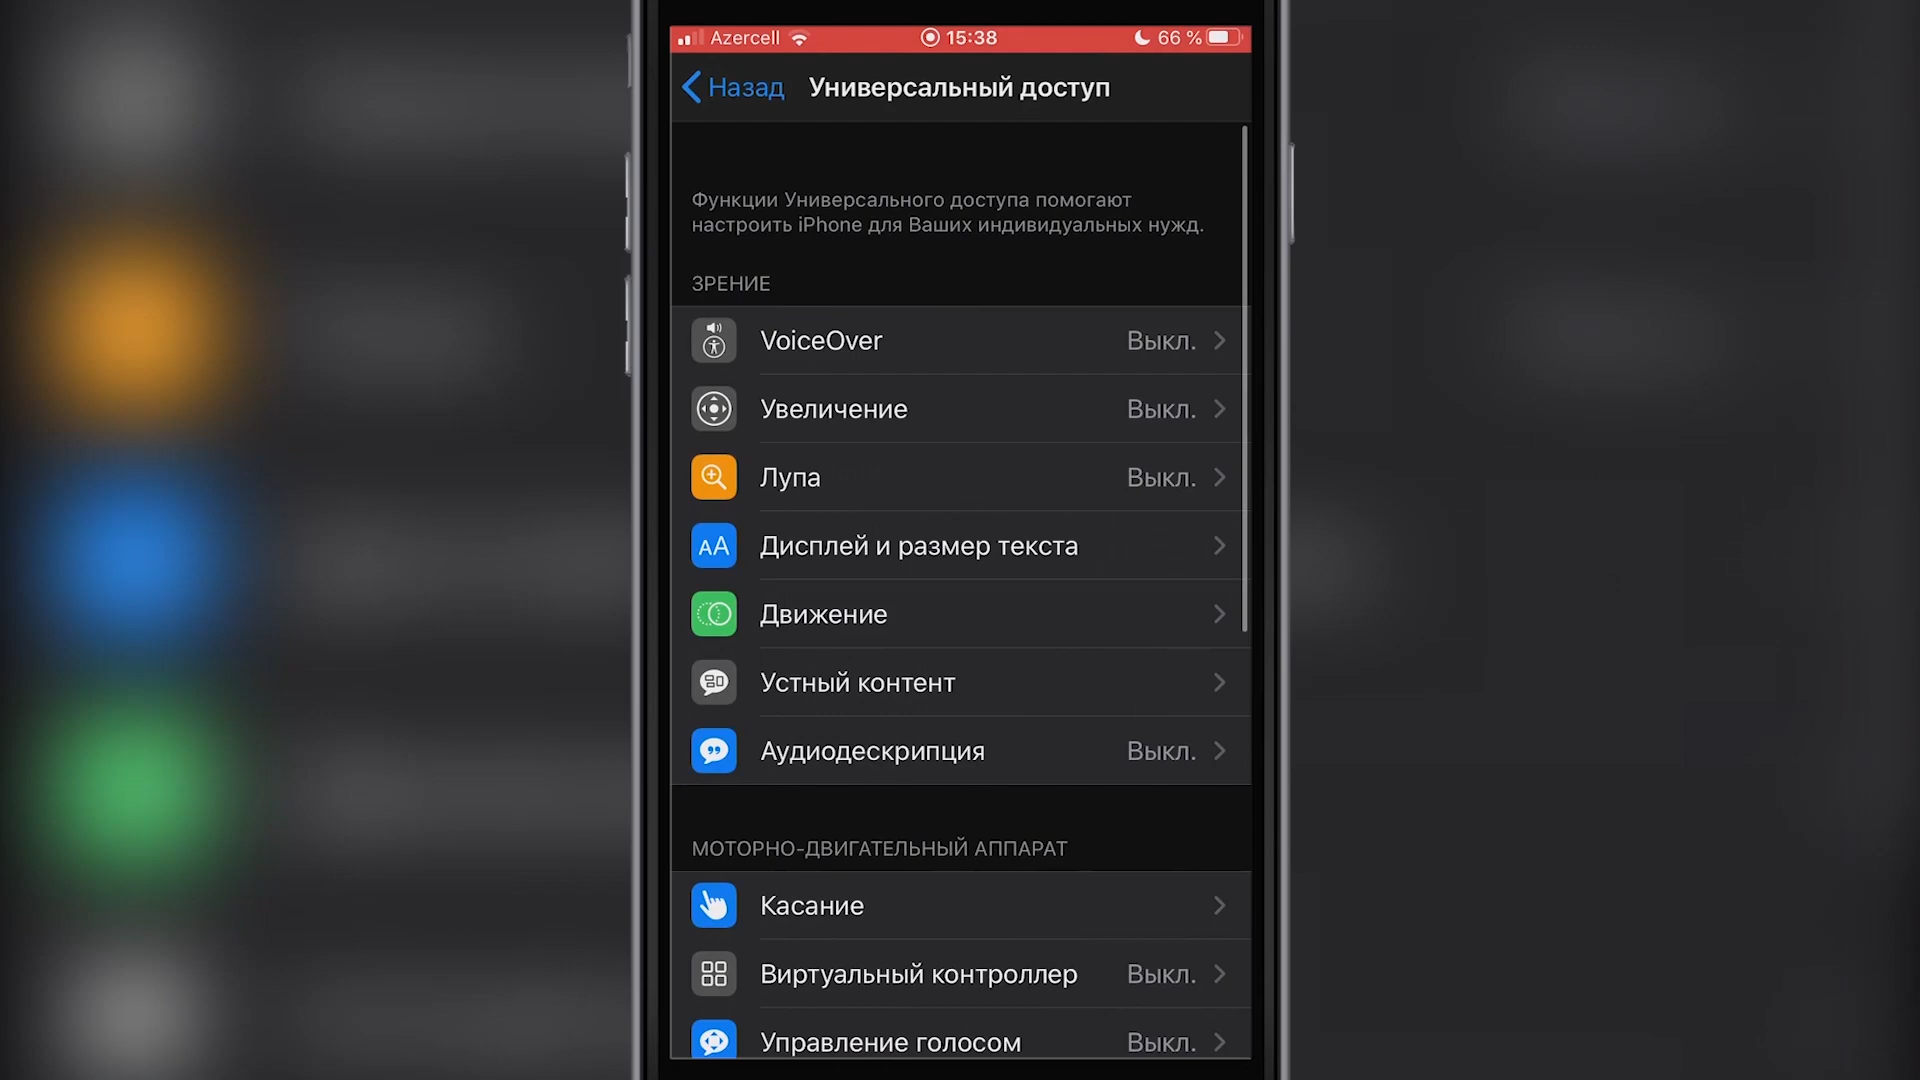 Azercell 15:38 66 %
Назад Универсальный доступ
Функции Универсального доступа помогают
настроить iPhone для Ваших индивидуальных нужд.
ЗРЕНИЕ
VoiceOver Выкл.
Увеличение Выкл.
Лупа Выкл.
AA Дисплей и размер текста
Движение
Устный контент
Аудиодескрипция Выкл.
МОТОРНО-ДВИГАТЕЛЬНЫЙ АППАРАТ
Касание
Виртуальный контроллер Выкл.
Управление голосом Выкл.